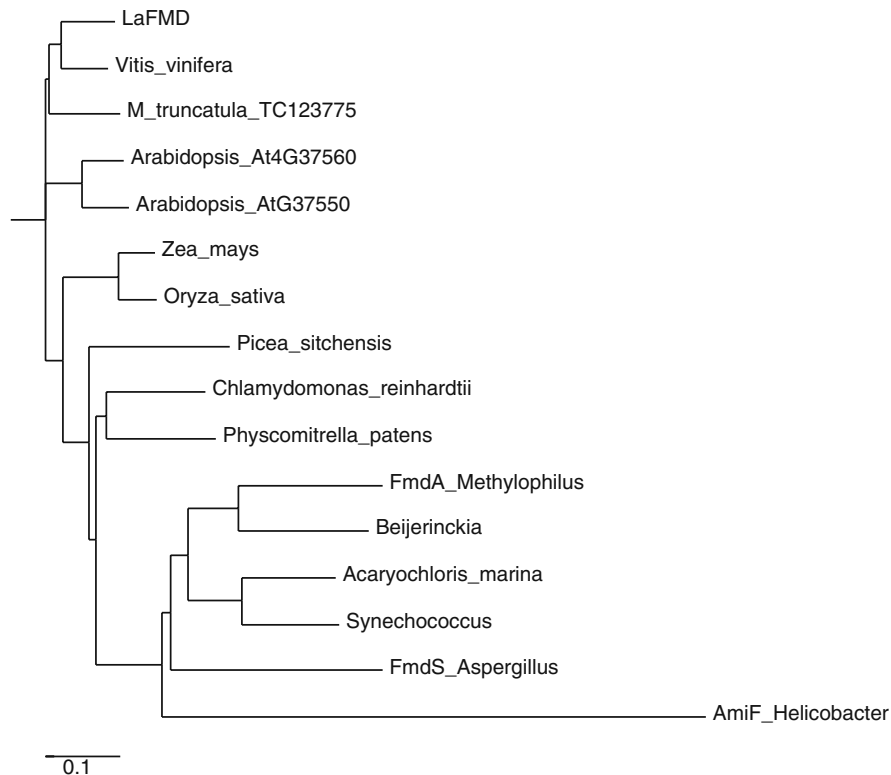 LaFMD
Vitis_vinifera
M_truncatula_TC123775
Arabidopsis_At4G37560
Arabidopsis_AtG37550
Zea_mays
Oryza_sativa
Picea_sitchensis
Chlamydomonas_reinhardtii
Physcomitrella_patens
FmdA_Methylophilus
Beijerinckia
Acaryochloris_marina
Synechococcus
FmdS_Aspergillus
AmiF_Helicobacter
0.1